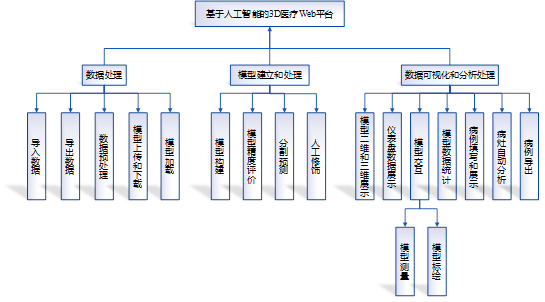 基于人工智能的3D医疗Web平台
数据处理
模型建立和处理
数据可视化和分析处理
导入数据
导出数据
数据预处理
模型上传和下载
模型加载
模型构建
模型精度评价
分割预测
人工修饰
模型二维和三维展示
仪表盘数据展示
模型交互
模型数据统计
病例填写和展示
病灶自动分析
病例导出
模型测量
模型标绘